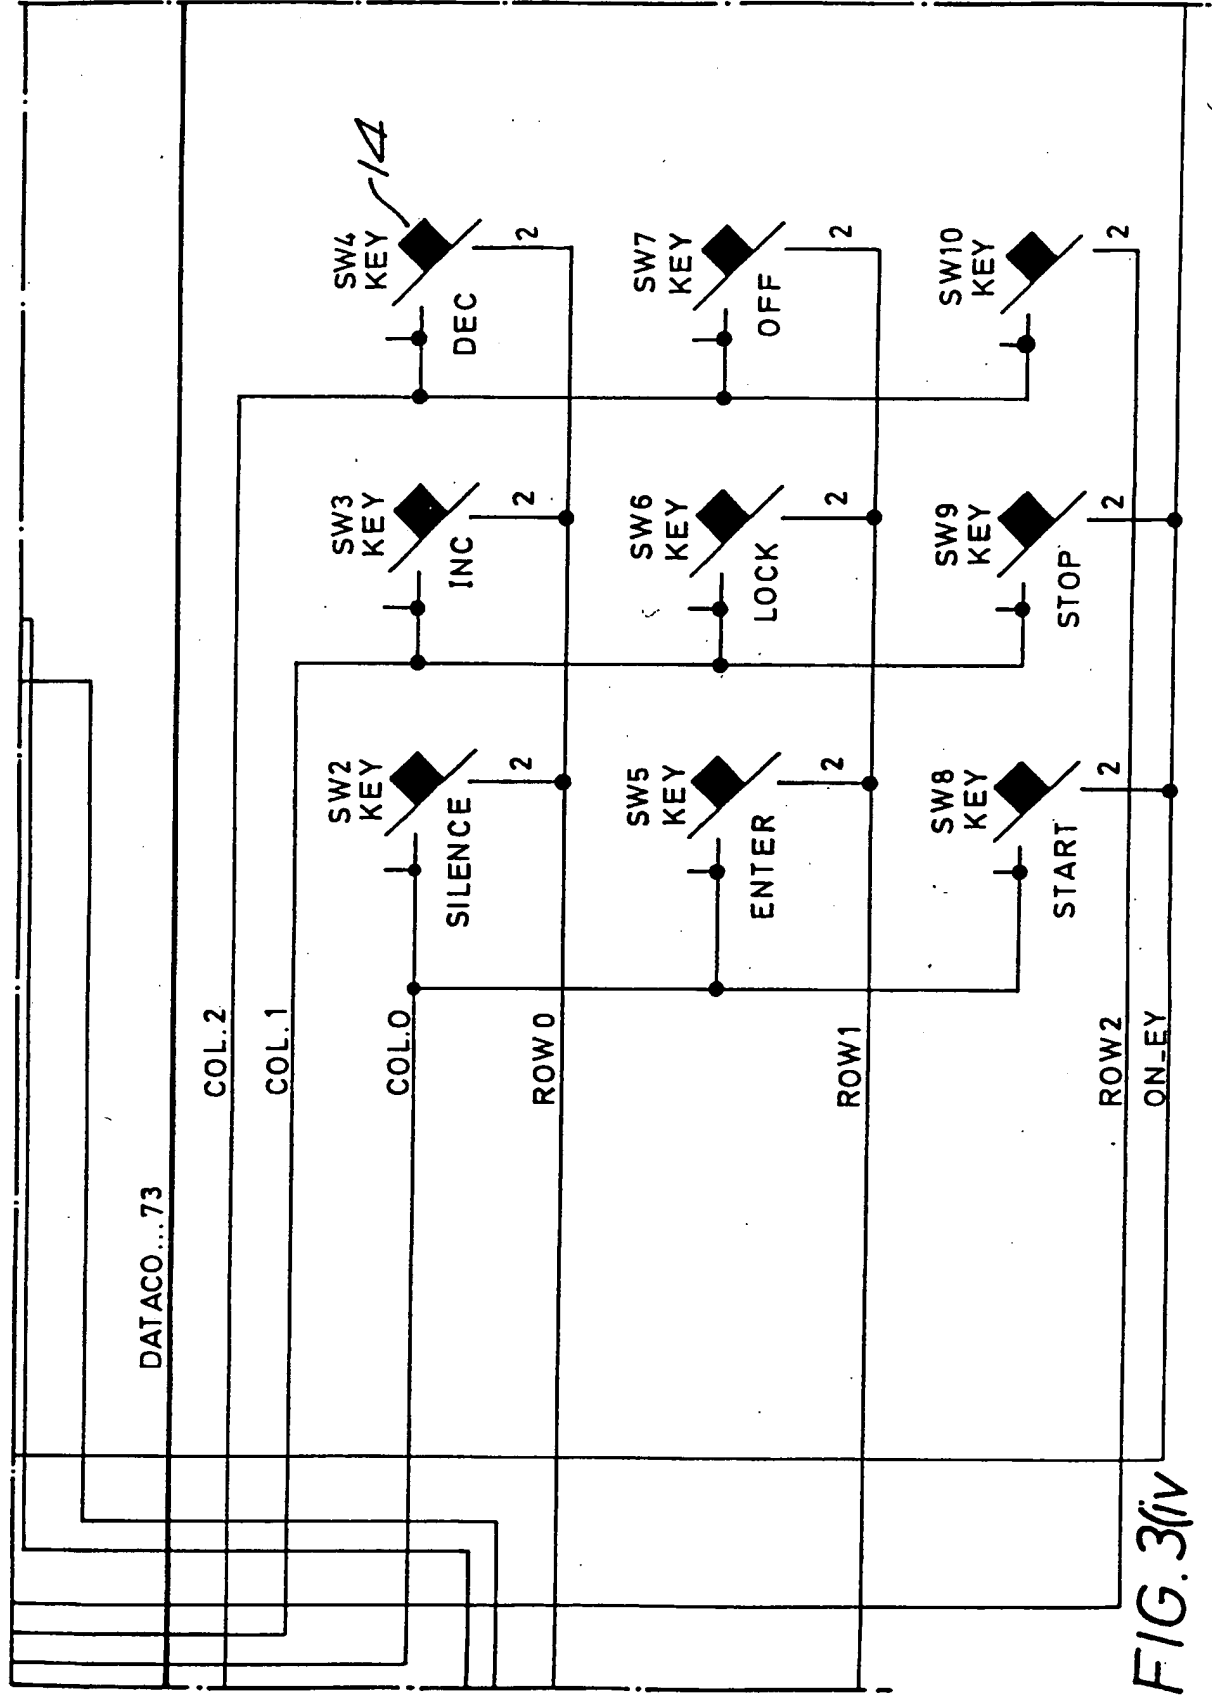 DATACO...73
COL.2
COL.1
COL.0
ROW 0
ROW1
ROW2
ON_EY
SW2
KEY
2
SILENCE
SW3
KEY
2
INC
SW4
KEY
2
DEC
14
SW5
KEY
2
ENTER
SW6
KEY
2
LOCK
SW7
KEY
2
OFF
SW8
KEY
2
START
SW9
KEY
2
STOP
SW10
KEY
2
FIG. 3(iv